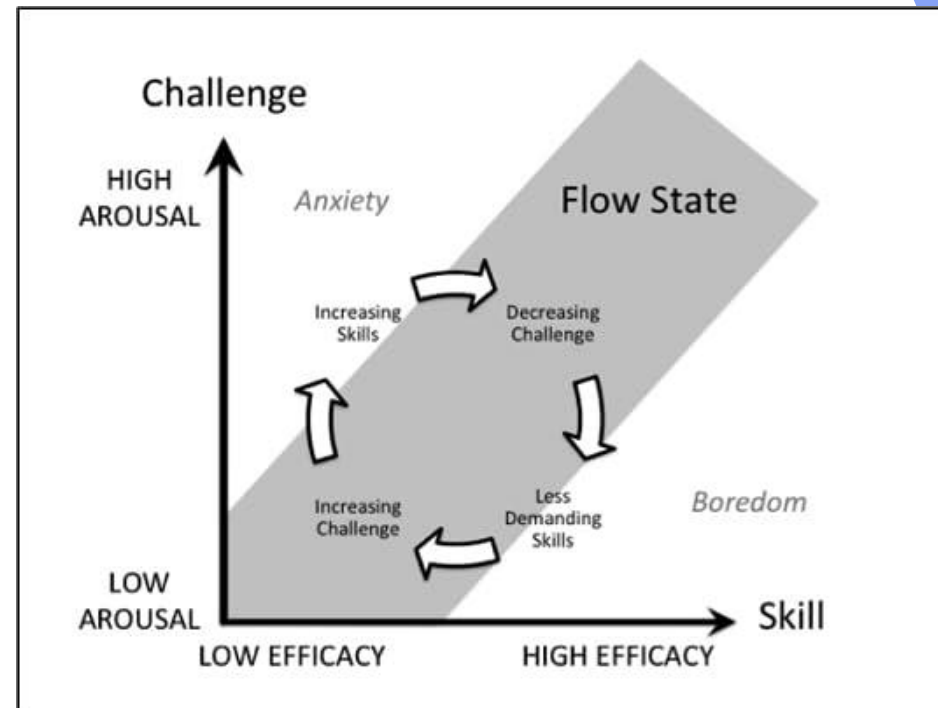 Challenge
HIGH
AROUSAL
Anxiety
Flow State
Increasing
Skills
Decreasing
Challenge
Increasing
Challenge
Less
Demanding
Skills
Boredom
LOW
AROUSAL
Skill
LOW EFFICACY
HIGH EFFICACY